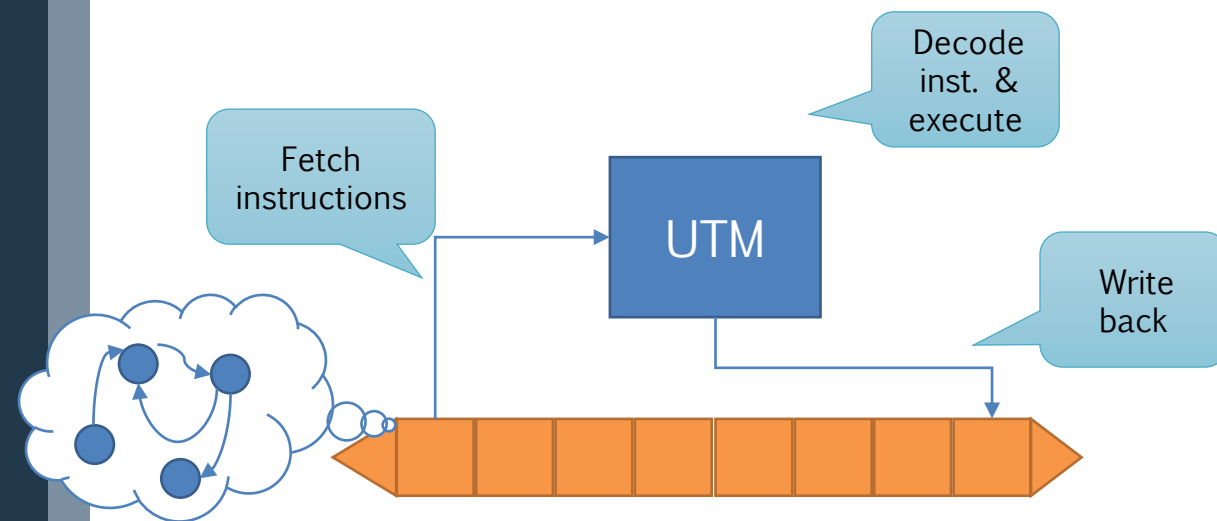 Decode
inst. &
execute
Fetch
instructions
UTM
Write
back